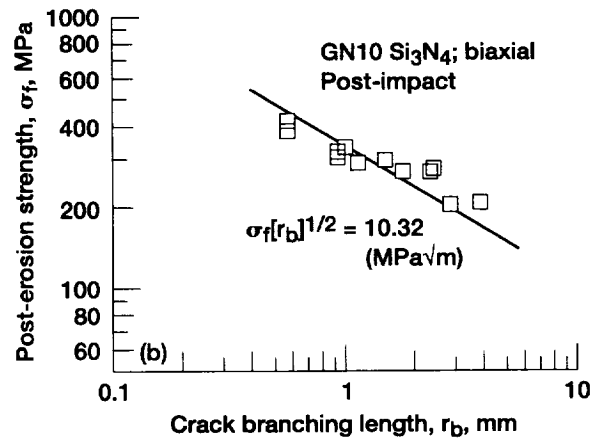 1000
800
600
400
200
100
80
60
Post-erosion strength, σf, MPa
GN10 Si3N4; biaxial
Post-impact
σf[rb]1/2 = 10.32
(MPa√m)
(b)
0.1
1
10
Crack branching length, rb, mm